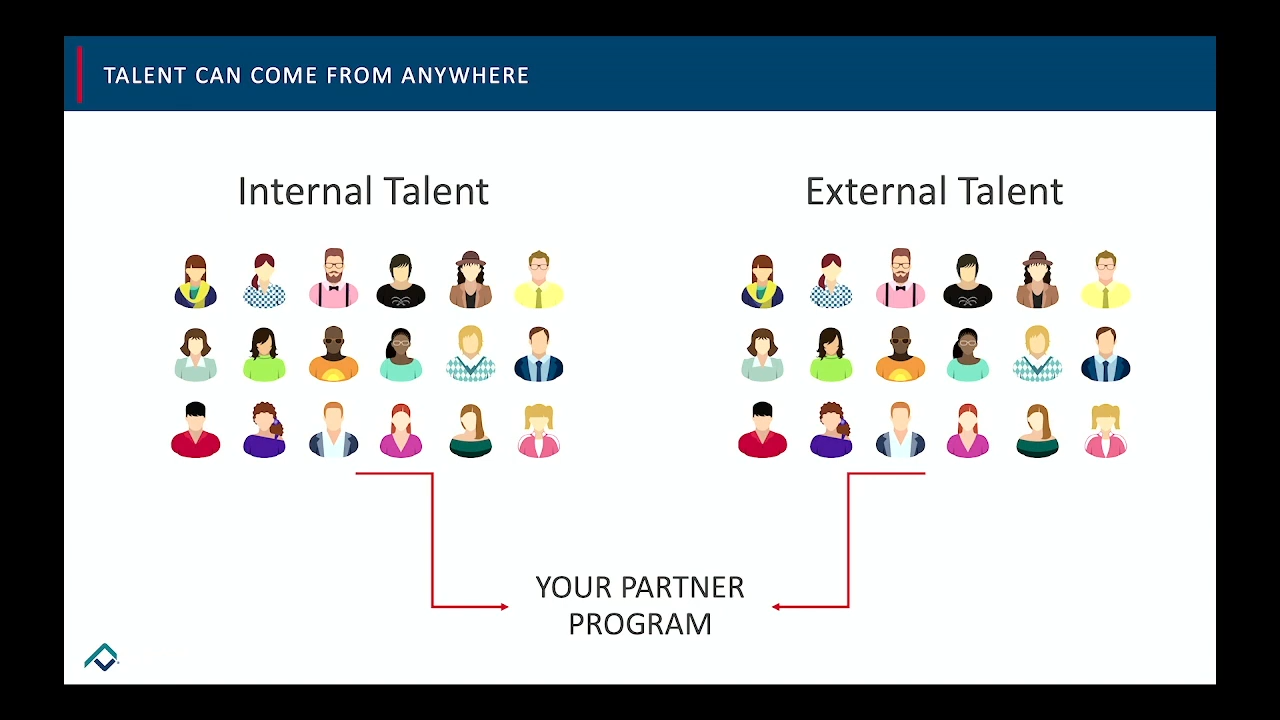 TALENT CAN COME FROM ANYWHERE
Internal Talent
External Talent
YOUR PARTNER
PROGRAM